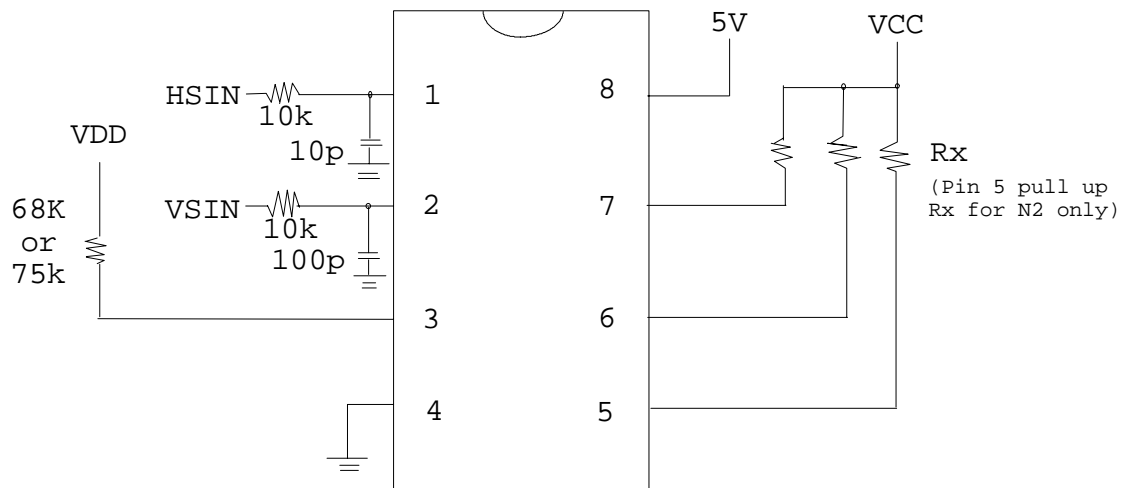 5V
VCC
HSIN
1
8
10k
VDD
10p
Rx
(Pin 5 pull up
Rx for N2 only)
68K
or
75k
VSIN
2
7
10k
100p
3
6
4
5